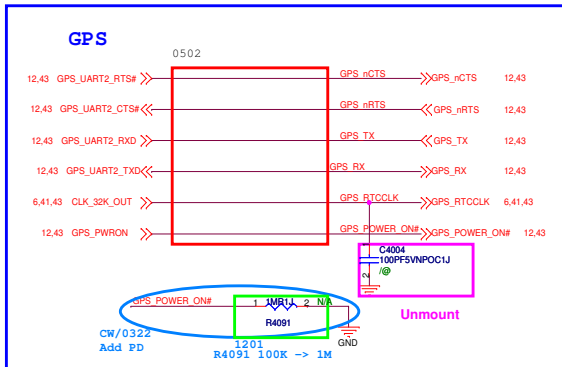 GPS
0502
12,43 GPS_UART2_RTS# GPS_nCTS GPS_nCTS 12,43
12,43 GPS_UART2_CTS# GPS_nRTS GPS_nRTS 12,43
12,43 GPS_UART2_RXD GPS_TX GPS_TX 12,43
12,43 GPS_UART2_TXD GPS_RX GPS_RX 12,43
6,41,43 CLK_32K_OUT GPS_RTCCLK GPS_RTCCLK 6,41,43
12,43 GPS_PWRON GPS_POWER_ON# GPS_POWER_ON# 12,43
1
C4004
100PF5VNPOC1J
2 /@
Unmount
GPS_POWER_ON# 1 1MR1J 2 N/A
R4091
GND
CW/0322
Add PD
1201
R4091 100K -> 1M